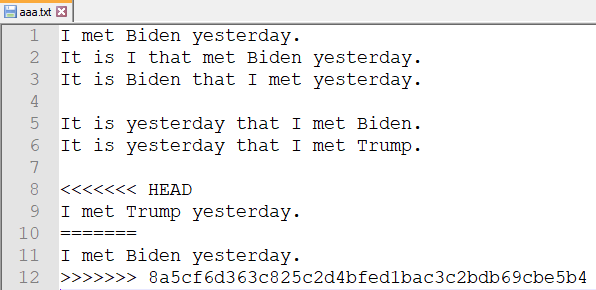 aaa.txt
1 I met Biden yesterday.
2 It is I that met Biden yesterday.
3 It is Biden that I met yesterday.
4
5 It is yesterday that I met Biden.
6 It is yesterday that I met Trump.
7
8 <<<<<<< HEAD
9 I met Trump yesterday.
10 =======
11 I met Biden yesterday.
12 >>>>>>> 8a5cf6d363c825c2d4bfed1bac3c2bdb69cbe5b4